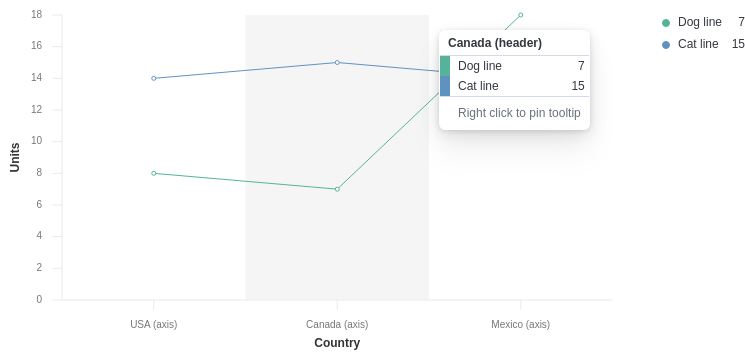 18
16
14
12
10
8
6
4
2
0
Units
USA (axis)
Canada (axis)
Mexico (axis)
Country
Canada (header)
Dog line 7
Cat line 15
Right click to pin tooltip
Dog line 7
Cat line 15